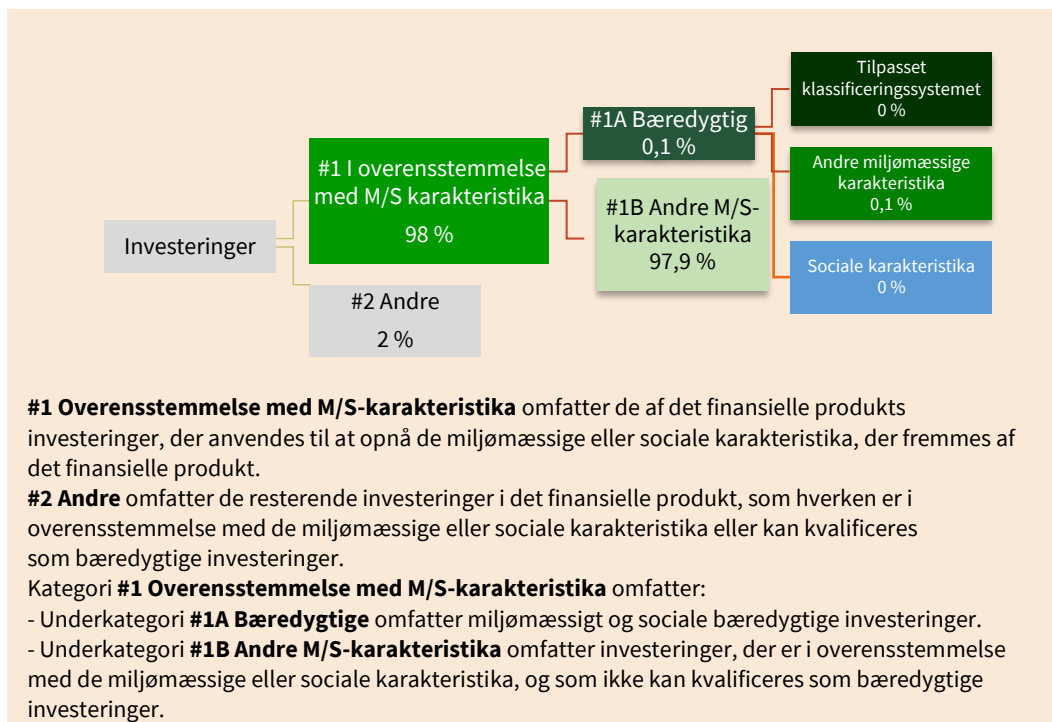 Investeringer
#1 I overensstemmelse
med M/S karakteristika
98 %
#2 Andre
2 %
#1A Bæredygtig
0,1 %
#1B Andre M/S-
karakteristika
97,9 %
Tilpasset
klassificeringssystemet
0 %
Andre miljømæssige
karakteristika
0,1 %
Sociale karakteristika
0 %
#1 Overensstemmelse med M/S-karakteristika omfatter de af det finansielle produkts
investeringer, der anvendes til at opnå de miljømæssige eller sociale karakteristika, der fremmes af
det finansielle produkt.
#2 Andre omfatter de resterende investeringer i det finansielle produkt, som hverken er i
overensstemmelse med de miljømæssige eller sociale karakteristika eller kan kvalificeres
som bæredygtige investeringer.
Kategori #1 Overensstemmelse med M/S-karakteristika omfatter:
- Underkategori #1A Bæredygtige omfatter miljømæssigt og sociale bæredygtige investeringer.
- Underkategori #1B Andre M/S-karakteristika omfatter investeringer, der er i overensstemmelse
med de miljømæssige eller sociale karakteristika, og som ikke kan kvalificeres som bæredygtige
investeringer.